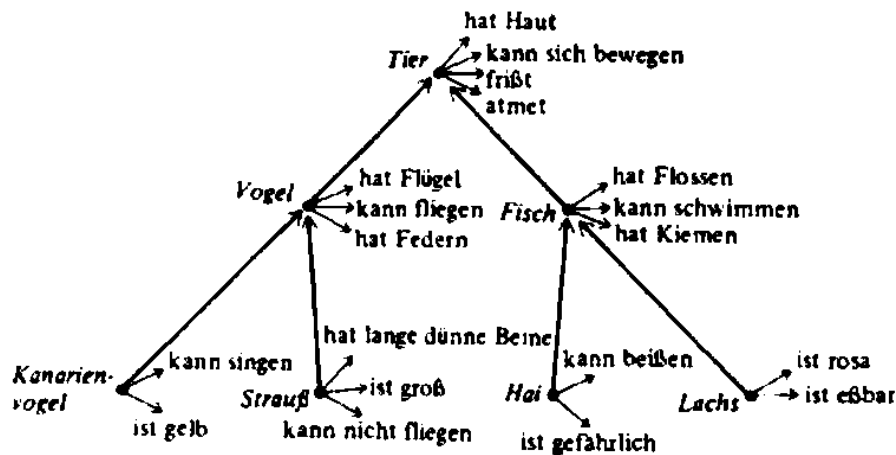 hat Haut
Tier
kann sich bewegen
frißt
atmet
Vogel
hat Flügel
kann fliegen
hat Federn
Fisch
hat Flossen
kann schwimmen
hat Kiemen
Kanarien-
vogel
kann singen
ist gelb
Strauß
hat lange dünne Beine
ist groß
kann nicht fliegen
Hai
kann beißen
ist gefährlich
Lachs
ist rosa
ist eßbar